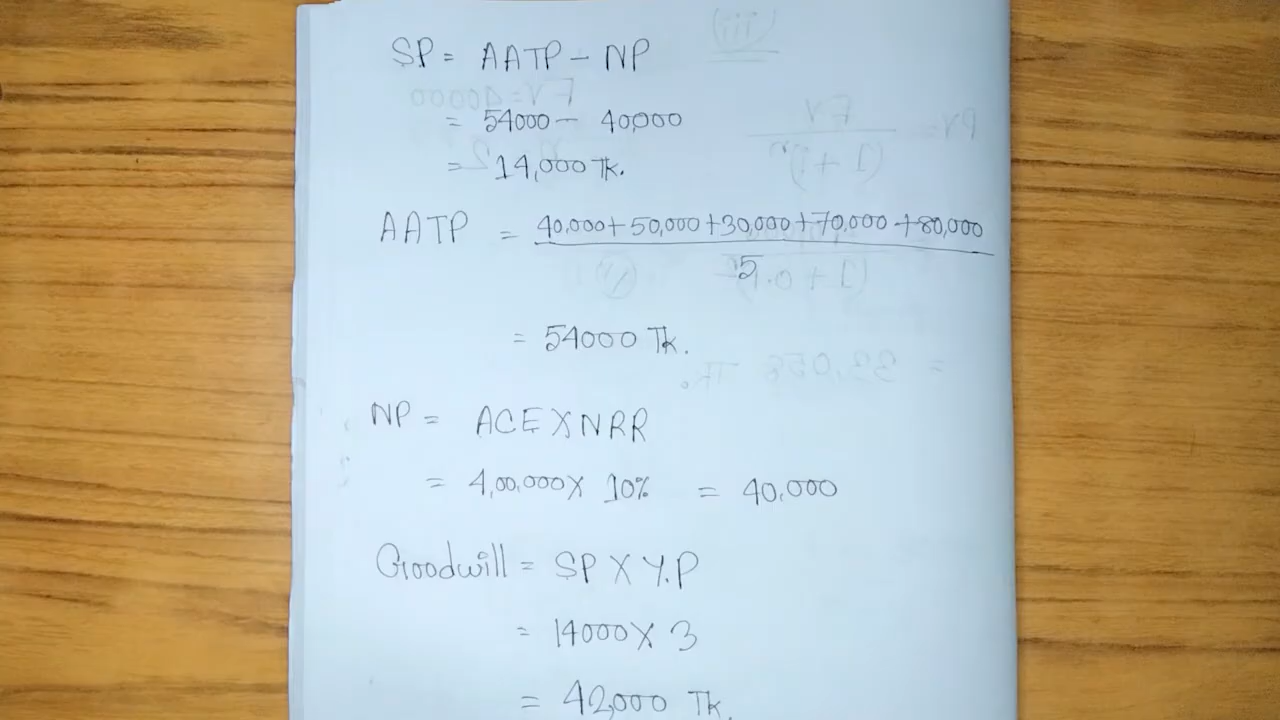 SP = AATP - NP
= 54000 - 40,000
= 14,000 Tk.
AATP = 40,000 + 50,000 + 30,000 + 70,000 + 80,000
5
= 54000 Tk.
NP = ACE X NRR
= 4,00,000 X 10% = 40,000
Goodwill = SP X Y.P
= 14000 X 3
= 42,000 Tk.